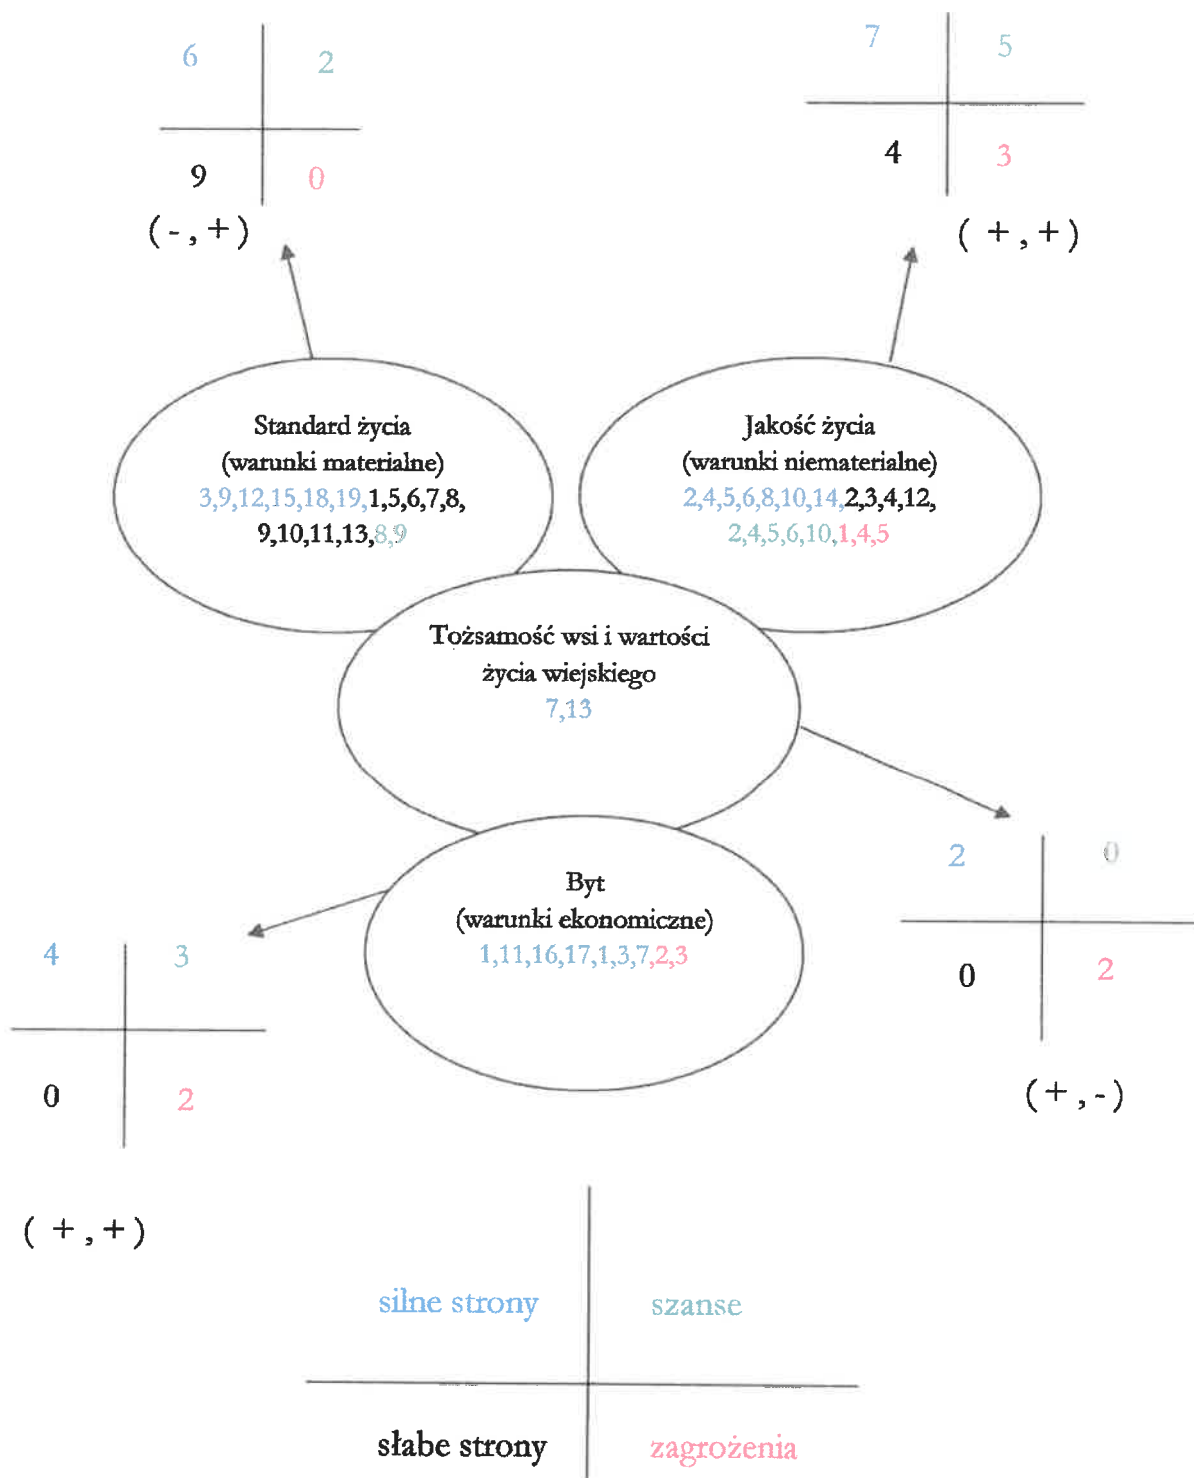 6 2
9 0
(-,+)
7 5
4 3
( +,+)
Standard życia
(warunki materialne)
3,9,12,15,18,19,1,5,6,7,8,
9,10,11,13,8,9
Jakość życia
(warunki niematerialne)
2,4,5,6,8,10,14,2,3,4,12,
2,4,5,6,10,1,4,5
Tożsamość wsi i wartości
życia wiejskiego
7,13
Byt
(warunki ekonomiczne)
1,11,16,17,1,3,7,2,3
2 0
0 2
(+,-)
4 3
0 2
( +,+)
silne strony szanse
słabe strony zagrożenia